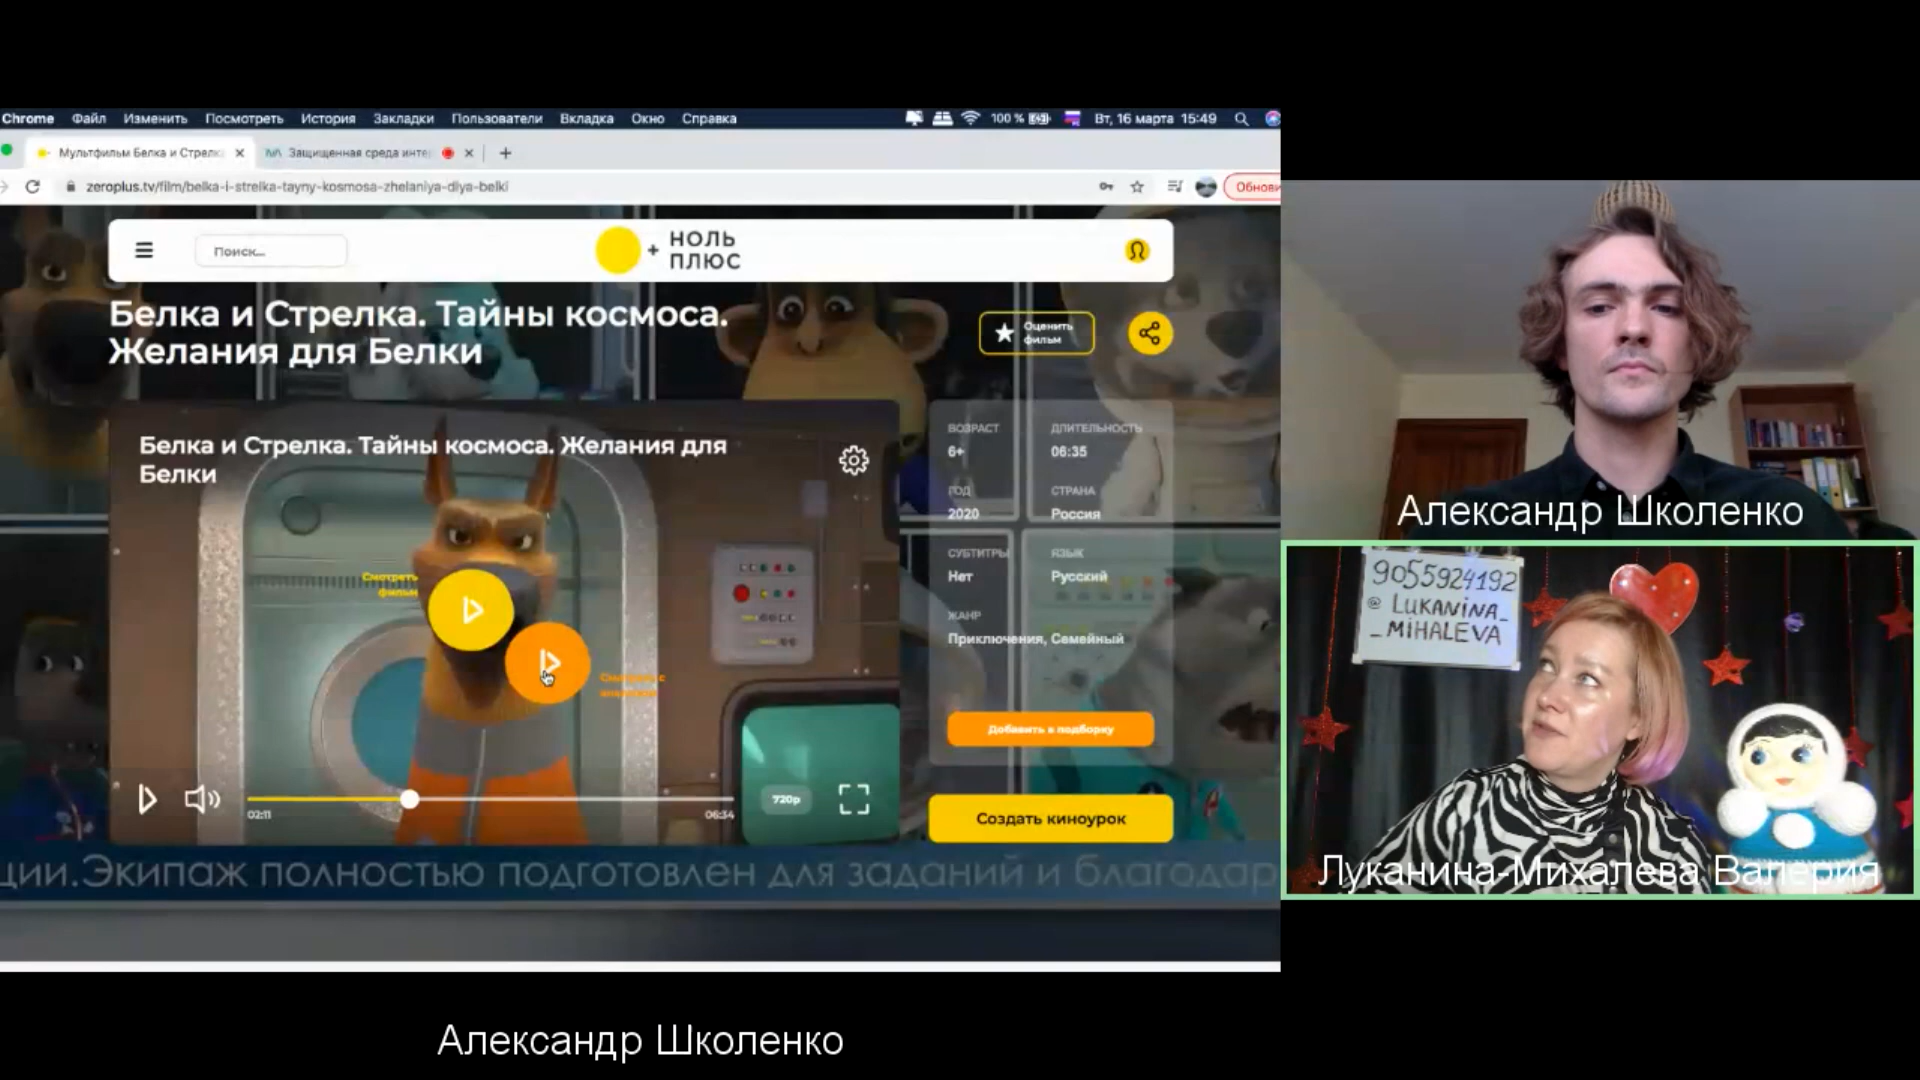 Chrome Файл Изменить Посмотреть История Закладки Пользователи Вкладка Окно Справка 100 % Вт, 16 марта 15:49
Мультфильм Белка и Стрелк Защищенная среда инте
zeroplus.tv/film/belka-i-strelka-tayny-kosmosa-zhelaniya-dlya-belki Обнови
Поиск...
+ НОЛЬ
ПЛЮС
Белка и Стрелка. Тайны космоса.
Желания для Белки
Оценить
фильм
Белка и Стрелка. Тайны космоса. Желания для
Белки
Смотреть
фильм
02:11
06:34
720p
ВОЗРАСТ ДЛИТЕЛЬНОСТЬ
6+ 06:35
ГОД СТРАНА
2020 Россия
СУБТИТРЫ ЯЗЫК
Нет Русский
ЖАНР
Приключения, Семейный
Добавить в подборку
Создать киноурок
ции.Экипаж полностью подготовлен для заданий и благодар
Александр Школенко
Александр Школенко
9055924192
@ LUKANINA_
_MIHALEVA
Луканина-Михалева Валерия